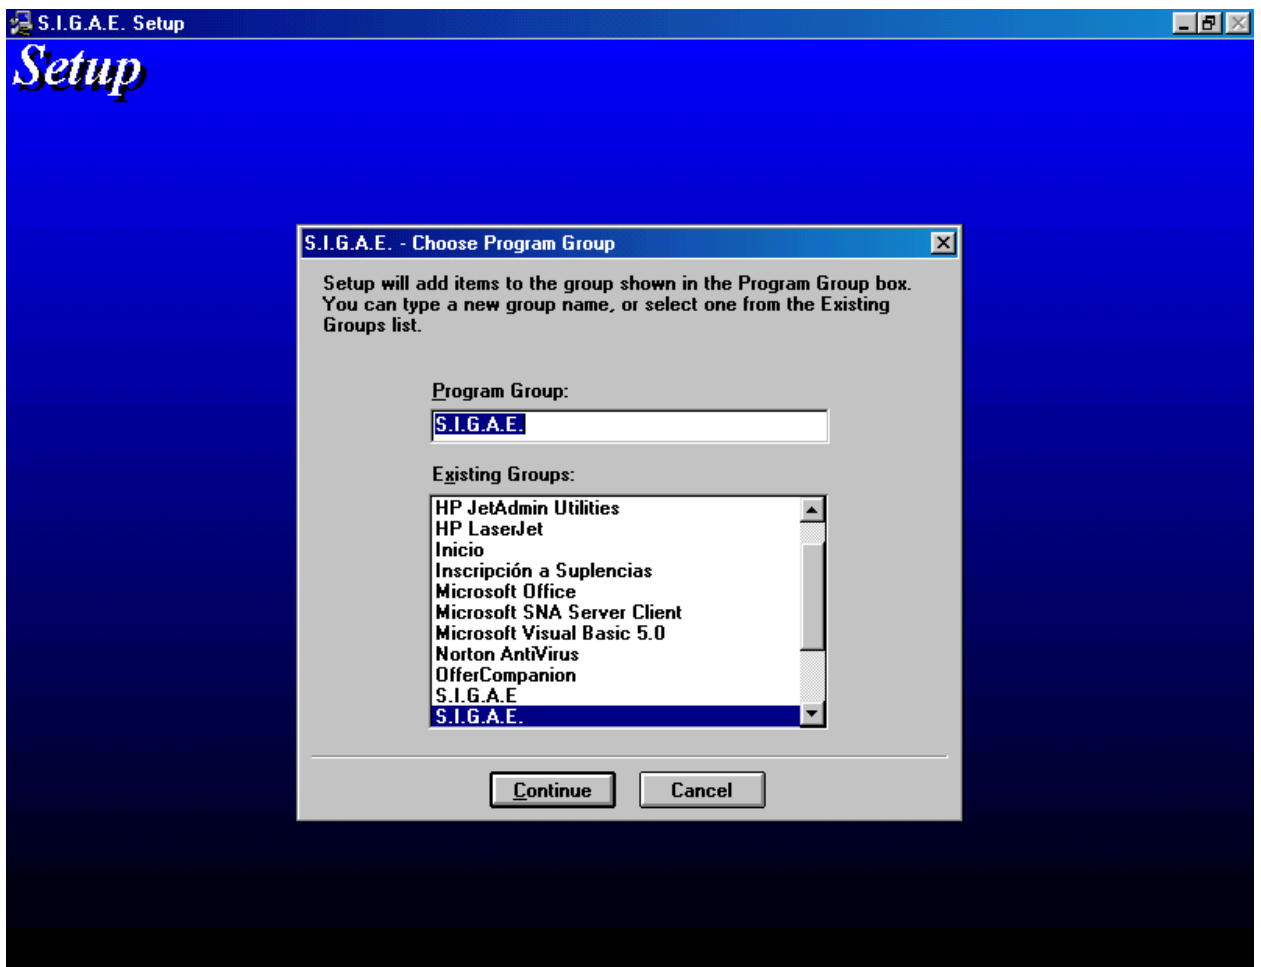 S.I.G.A.E. Setup
Setup
S.I.G.A.E. - Choose Program Group
Setup will add items to the group shown in the Program Group box.
You can type a new group name, or select one from the Existing
Groups list.
Program Group:
S.I.G.A.E.
Existing Groups:
HP JetAdmin Utilities
HP LaserJet
Inicio
Inscripción a Suplencias
Microsoft Office
Microsoft SNA Server Client
Microsoft Visual Basic 5.0
Norton AntiVirus
OfferCompanion
S.I.G.A.E
S.I.G.A.E.
Continue Cancel